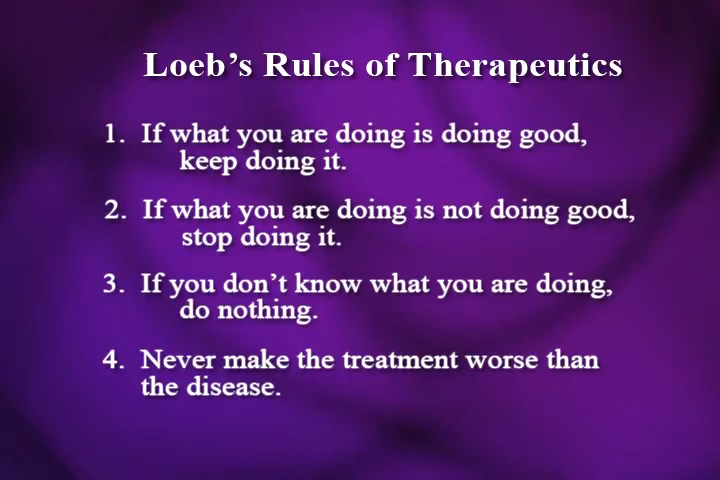 Loeb’s Rules of Therapeutics
1. If what you are doing is doing good,
keep doing it.
2. If what you are doing is not doing good,
stop doing it.
3. If you don’t know what you are doing,
do nothing.
4. Never make the treatment worse than
the disease.